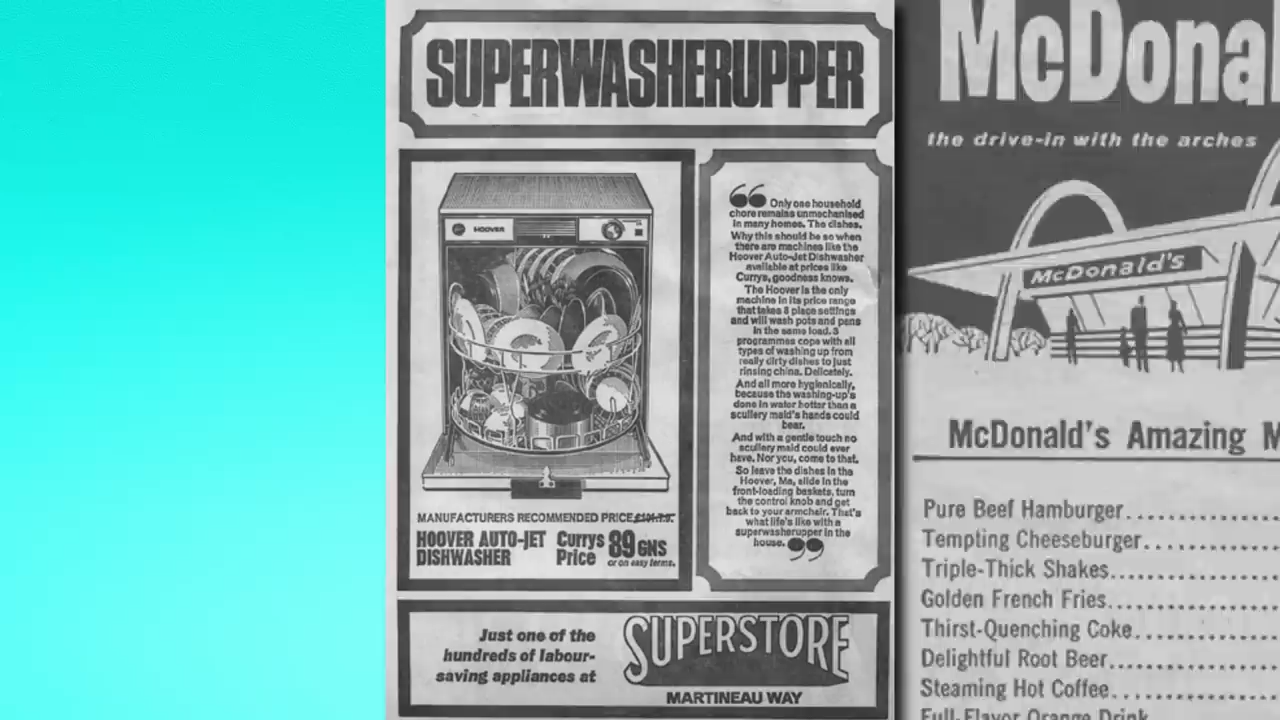 SUPERWASHERUPPER
HOOVER
“ Only one household
chore remains unmechanised
in many homes. The dishes.
Why this should be so when
there are machines like the
Hoover Auto-Jet Dishwasher
available at prices like
Currys, goodness knows.
The Hoover is the only
machine in its price range
that takes 8 place settings
and will wash pots and pans
in the same load. 3
programmes cope with all
types of washing up from
really dirty dishes to just
rinsing china. Delicately.
And all more hygienically,
because the washing-up's
done in water hotter than a
scullery maid's hands could
bear.
And with a gentle touch no
scullery maid could ever
have. Nor you, come to that.
So leave the dishes in the
Hoover, Ma, slide in the
front-loading baskets, turn
the control knob and get
back to your armchair. That's
what life's like with a
superwasherupper in the
house. ”
MANUFACTURERS RECOMMENDED PRICE
HOOVER AUTO-JET
DISHWASHER
Currys
Price
89 GNS
or on easy terms.
Just one of the
hundreds of labour-
saving appliances at
SUPERSTORE
MARTINEAU WAY
McDonal
the drive-in with the arches
McDonald's
McDonald's Amazing M
Pure Beef Hamburger
Tempting Cheeseburger
Triple-Thick Shakes
Golden French Fries
Thirst-Quenching Coke
Delightful Root Beer
Steaming Hot Coffee
Full-Flavor Orange Drink